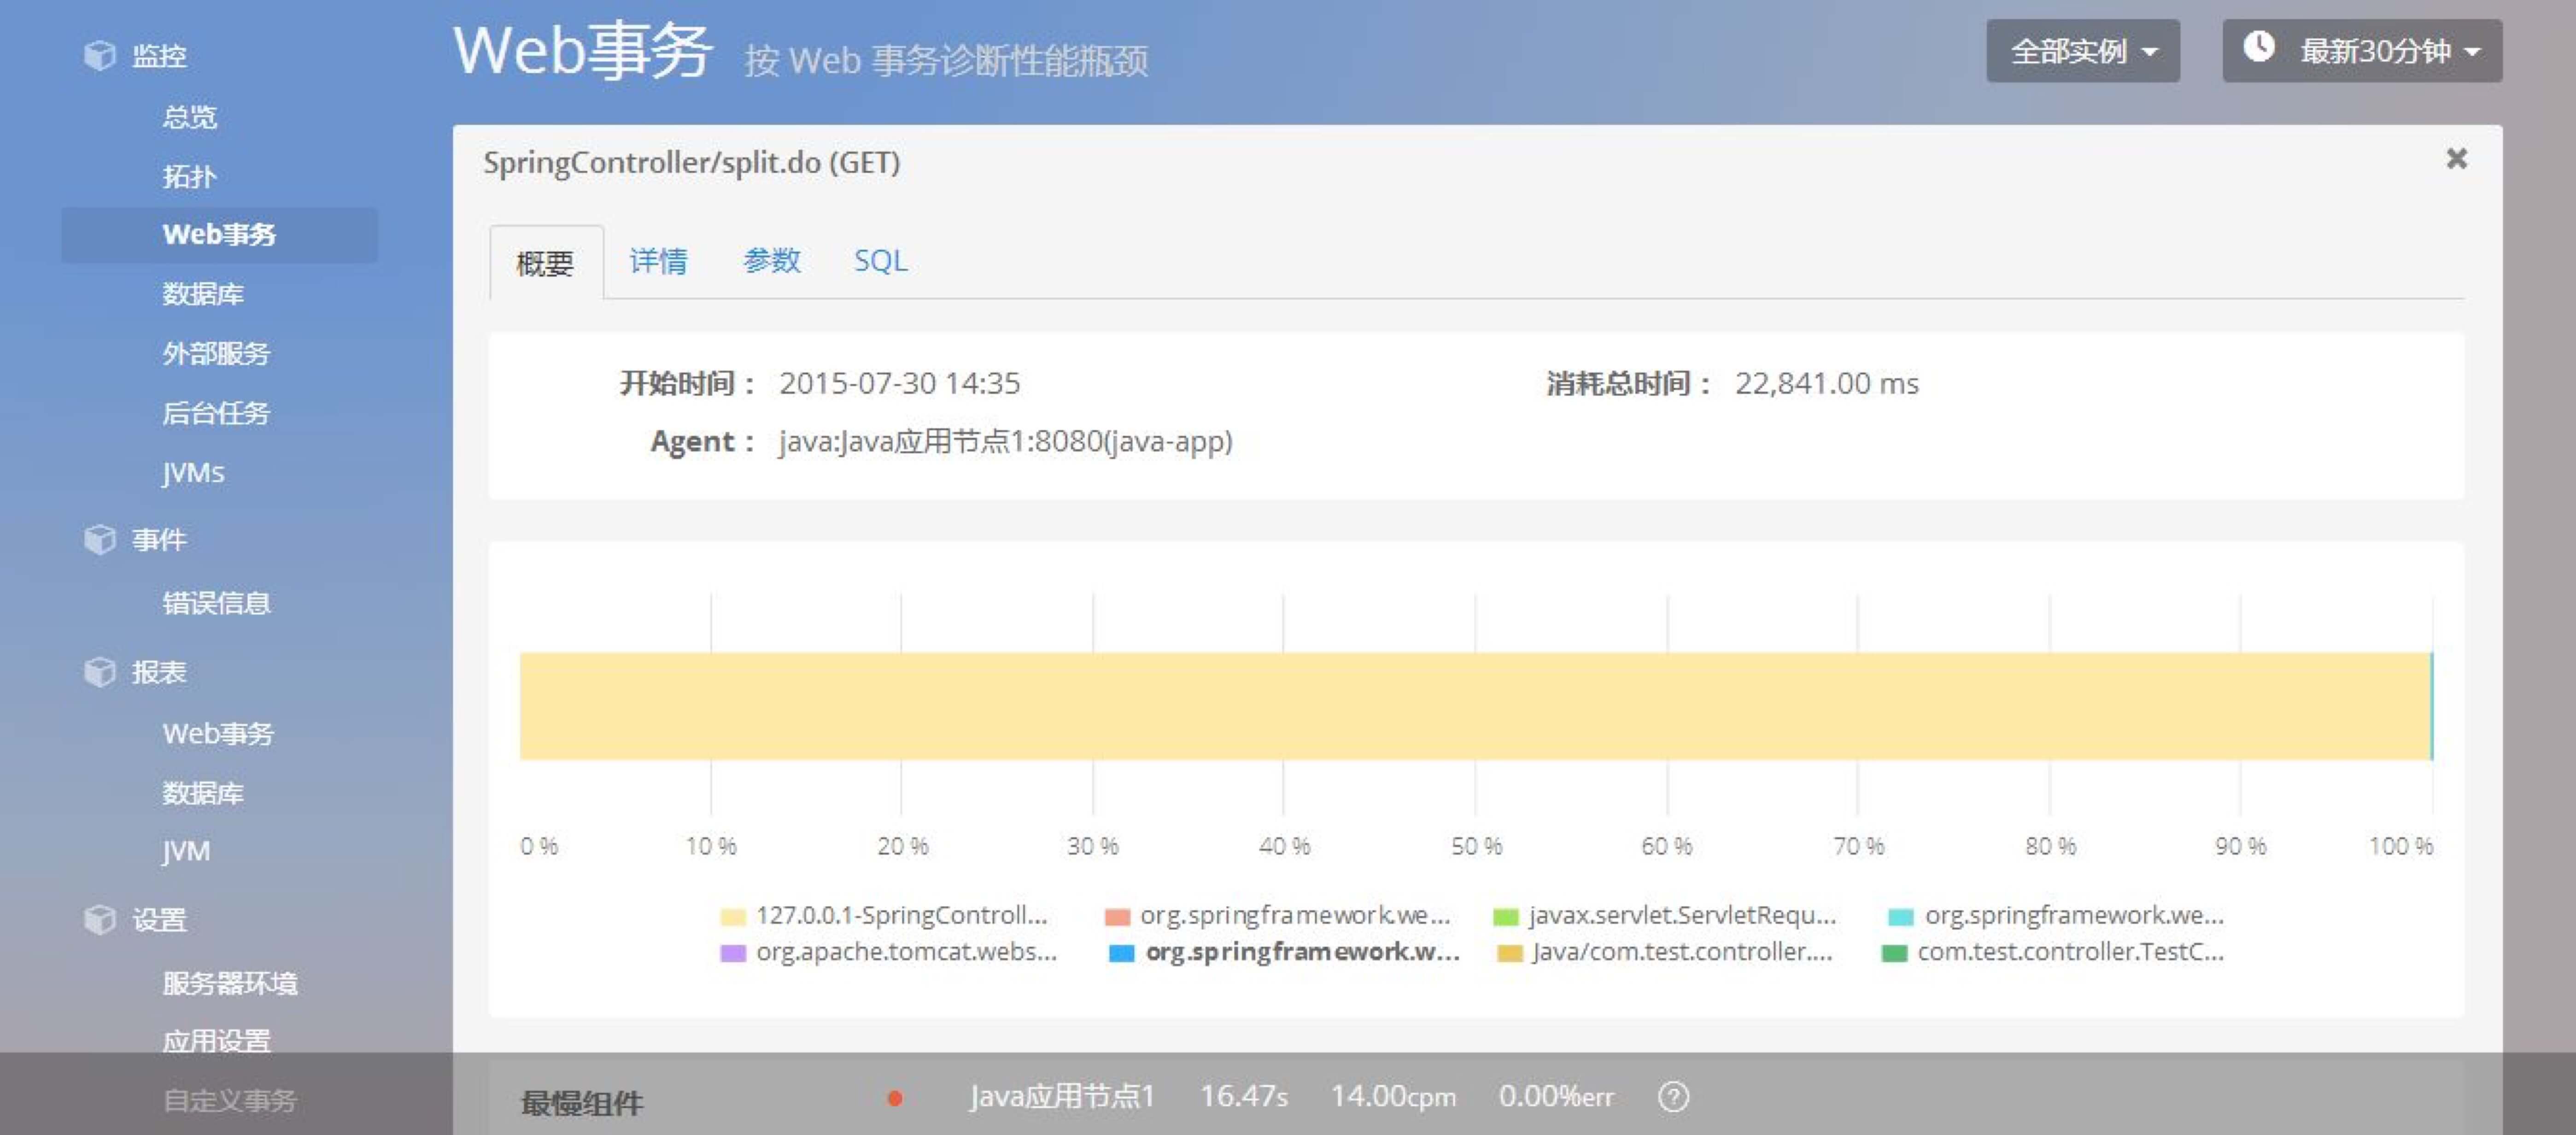 监控
总览
拓扑
Web事务
数据库
外部服务
后台任务
JVMs
事件
错误信息
报表
Web事务
数据库
JVM
设置
服务器环境
应用设置
自定义事务
Web事务 按 Web 事务诊断性能瓶颈
全部实例 最新30分钟
SpringController/split.do (GET)
概要 详情 参数 SQL
开始时间： 2015-07-30 14:35 消耗总时间： 22,841.00 ms
Agent： java:Java应用节点1:8080(java-app)
0 % 10 % 20 % 30 % 40 % 50 % 60 % 70 % 80 % 90 % 100 %
127.0.0.1-SpringControll... org.springframework.we... javax.servlet.ServletRequ... org.springframework.we...
org.apache.tomcat.webs... org.springframework.w... Java/com.test.controller.... com.test.controller.TestC...
最慢组件 Java应用节点1 16.47s 14.00cpm 0.00%err ?